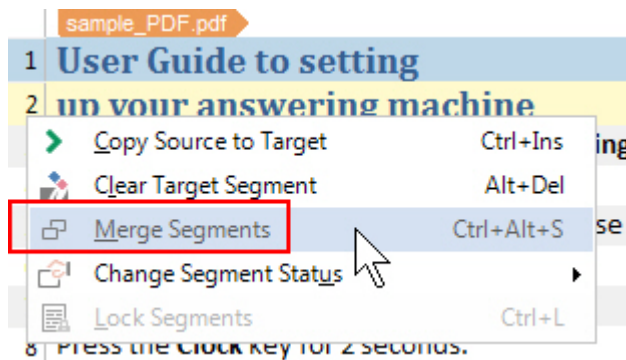 sample_PDF.pdf
1 User Guide to setting
2 up your answering machine
Copy Source to Target Ctrl+Ins
ing
Clear Target Segment Alt+Del
Merge Segments Ctrl+Alt+S
se
Change Segment Status
Lock Segments Ctrl+L
8 Press the Clock key for 2 seconds.